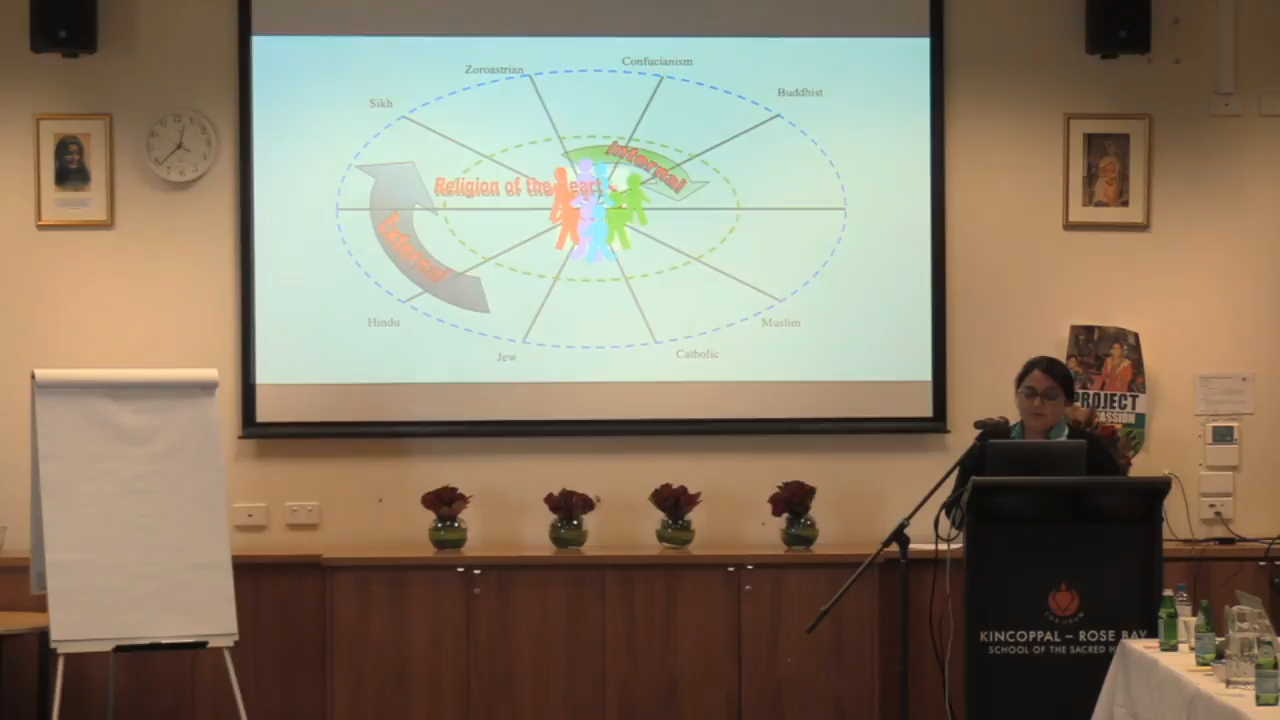 Confucianism
Zoroastrian
Buddhist
Sikh
Internal
Religion of the Heart
External
Hindu
Muslim
Jew
Catholic
PROJECT
KINCOPPAL – ROSE BAY
SCHOOL OF THE SACRED